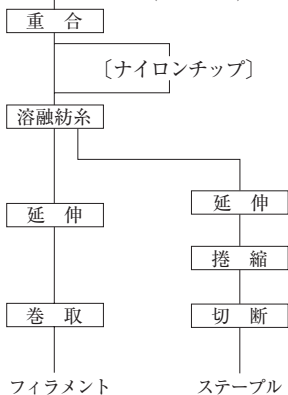 重合
〔ナイロンチップ〕
溶融紡糸
延伸
延伸
捲縮
巻取
切断
フィラメント
ステープル